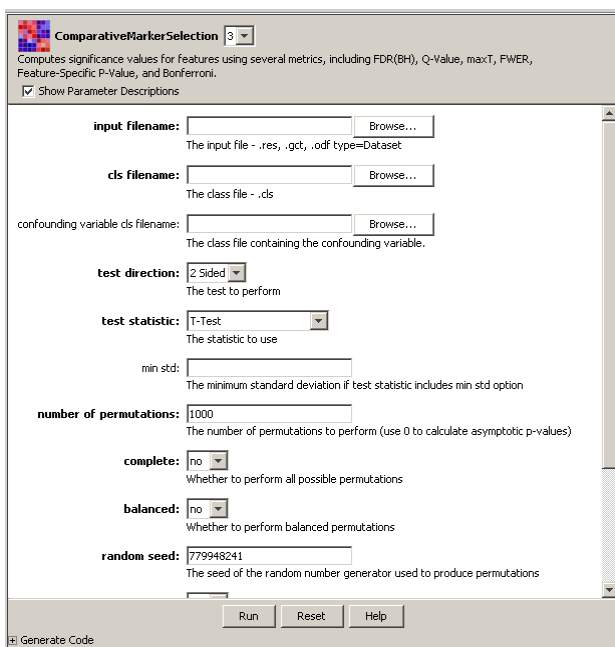 ComparativeMarkerSelection 3
Computes significance values for features using several metrics, including FDR(BH), Q-Value, maxT, FWER,
Feature-Specific P-Value, and Bonferroni.
Show Parameter Descriptions
input filename: Browse...
The input file - .res, .gct, .odf type=Dataset
cls filename: Browse...
The class file - .cls
confounding variable cls filename: Browse...
The class file containing the confounding variable.
test direction: 2 Sided
The test to perform
test statistic: T-Test
The statistic to use
min std:
The minimum standard deviation if test statistic includes min std option
number of permutations: 1000
The number of permutations to perform (use 0 to calculate asymptotic p-values)
complete: no
Whether to perform all possible permutations
balanced: no
Whether to perform balanced permutations
random seed: 779948241
The seed of the random number generator used to produce permutations
Run Reset Help
Generate Code